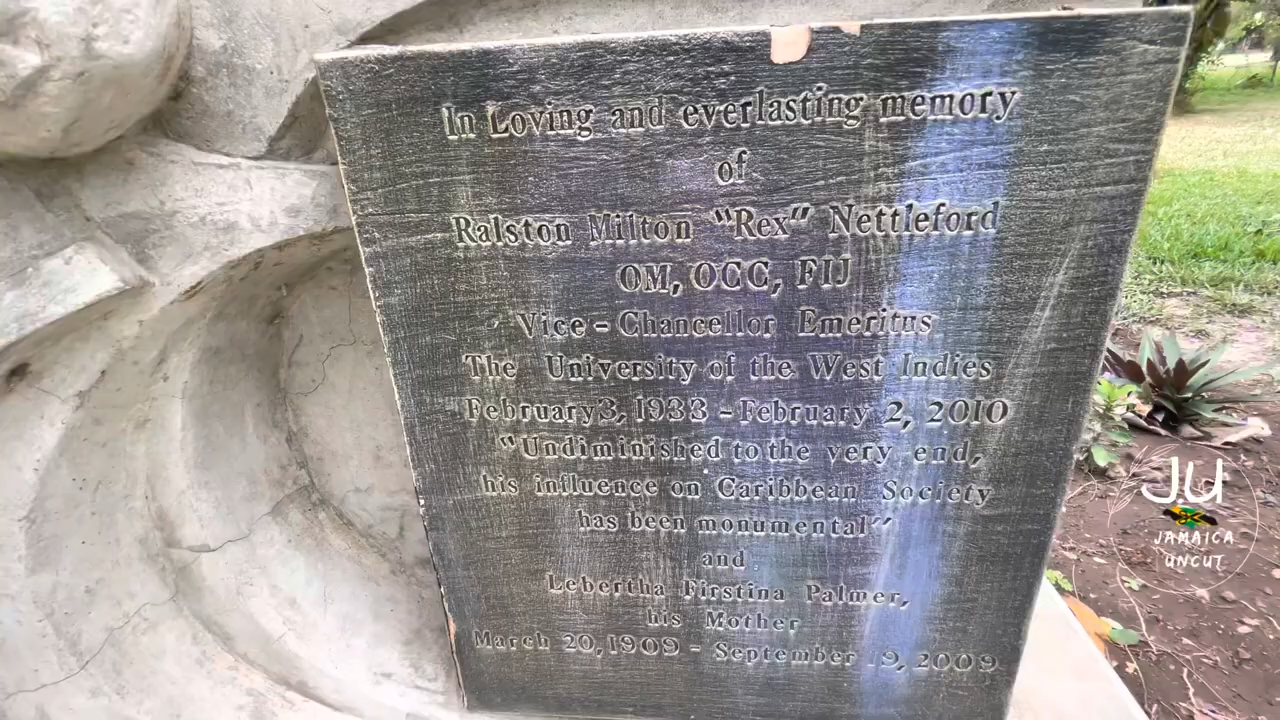 In Loving and everlasting memory
of
Ralston Milton "Rex" Nettleford
OM, OCC, FIJ
Vice - Chancellor Emeritus
The University of the West Indies
February 3, 1933 - February 2, 2010
"Undiminished to the very end,
his influence on Caribbean Society
has been monumental"
and
Lebertha Firstina Palmer,
his Mother
March 20, 1909 - September 19, 2009
J.U
JAMAICA
UNCUT